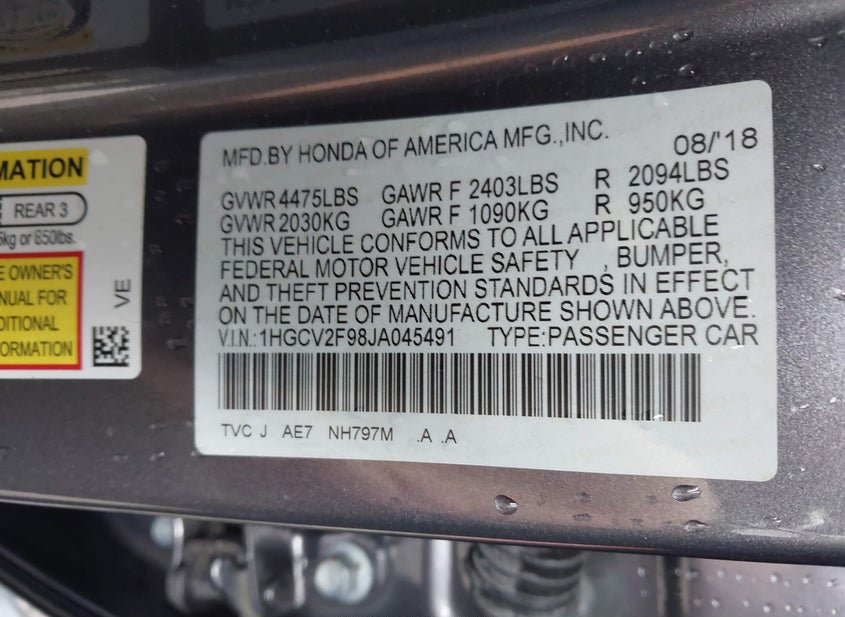 MATION
REAR 3
kg or 850lbs.
E OWNER'S
NUAL FOR
DITIONAL
ORMATION
VE
MFD.BY HONDA OF AMERICA MFG.,INC. 08/'18
GVWR 4475LBS GAWR F 2403LBS R 2094LBS
GVWR 2030KG GAWR F 1090KG R 950KG
THIS VEHICLE CONFORMS TO ALL APPLICABLE
FEDERAL MOTOR VEHICLE SAFETY , BUMPER,
AND THEFT PREVENTION STANDARDS IN EFFECT
ON THE DATE OF MANUFACTURE SHOWN ABOVE.
V.I.N.:1HGCV2F98JA045491 TYPE:PASSENGER CAR
TVC J AE7 NH797M .A .A